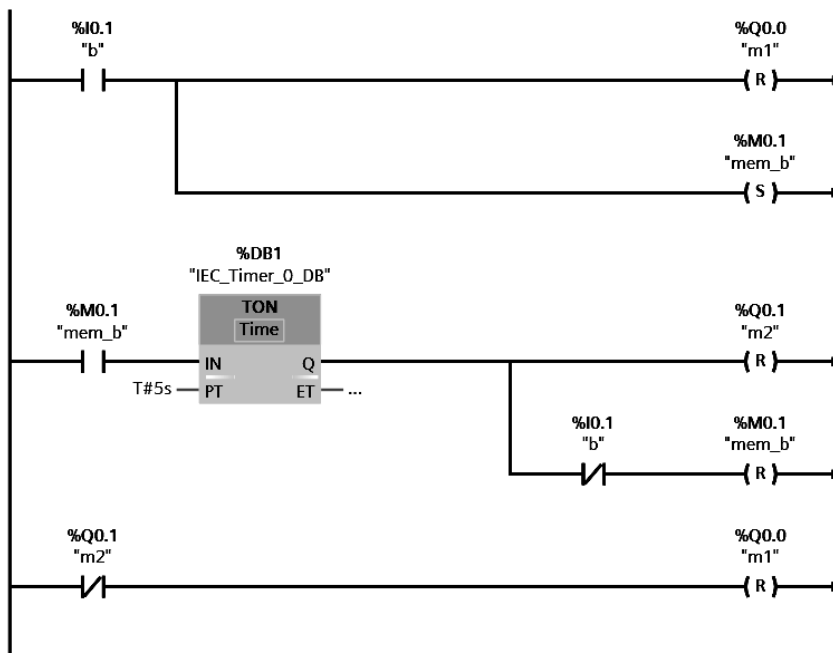 %I0.1
"b"
%Q0.0
"m1"
R
%M0.1
"mem_b"
S
%DB1
"IEC_Timer_0_DB"
%M0.1
"mem_b"
TON
Time
IN
Q
T#5s
PT
ET
...
%Q0.1
"m2"
R
%I0.1
"b"
%M0.1
"mem_b"
R
%Q0.1
"m2"
%Q0.0
"m1"
R